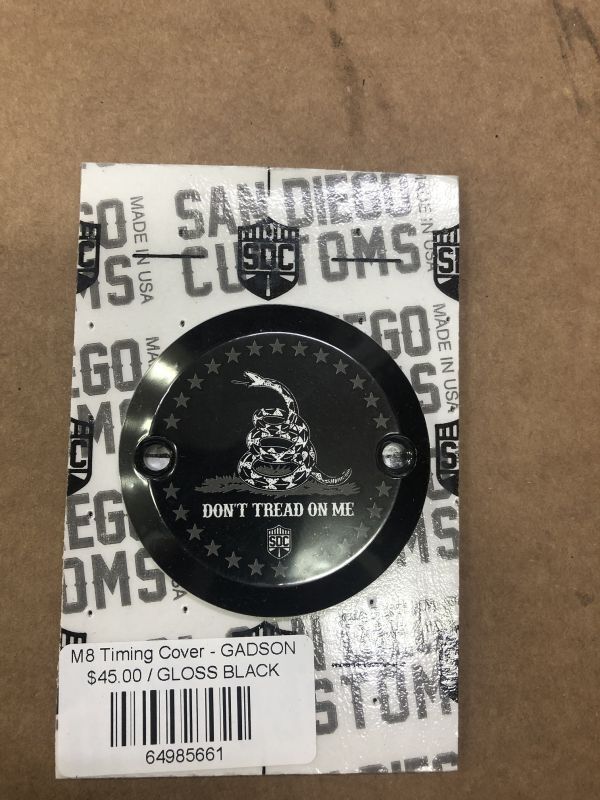 SAN DIEGO
CUSTOMS
SDC
MADE IN USA
MADE IN USA
EGO
DON'T TREAD ON ME
SDC
M8 Timing Cover - GADSON
$45.00 / GLOSS BLACK
64985661